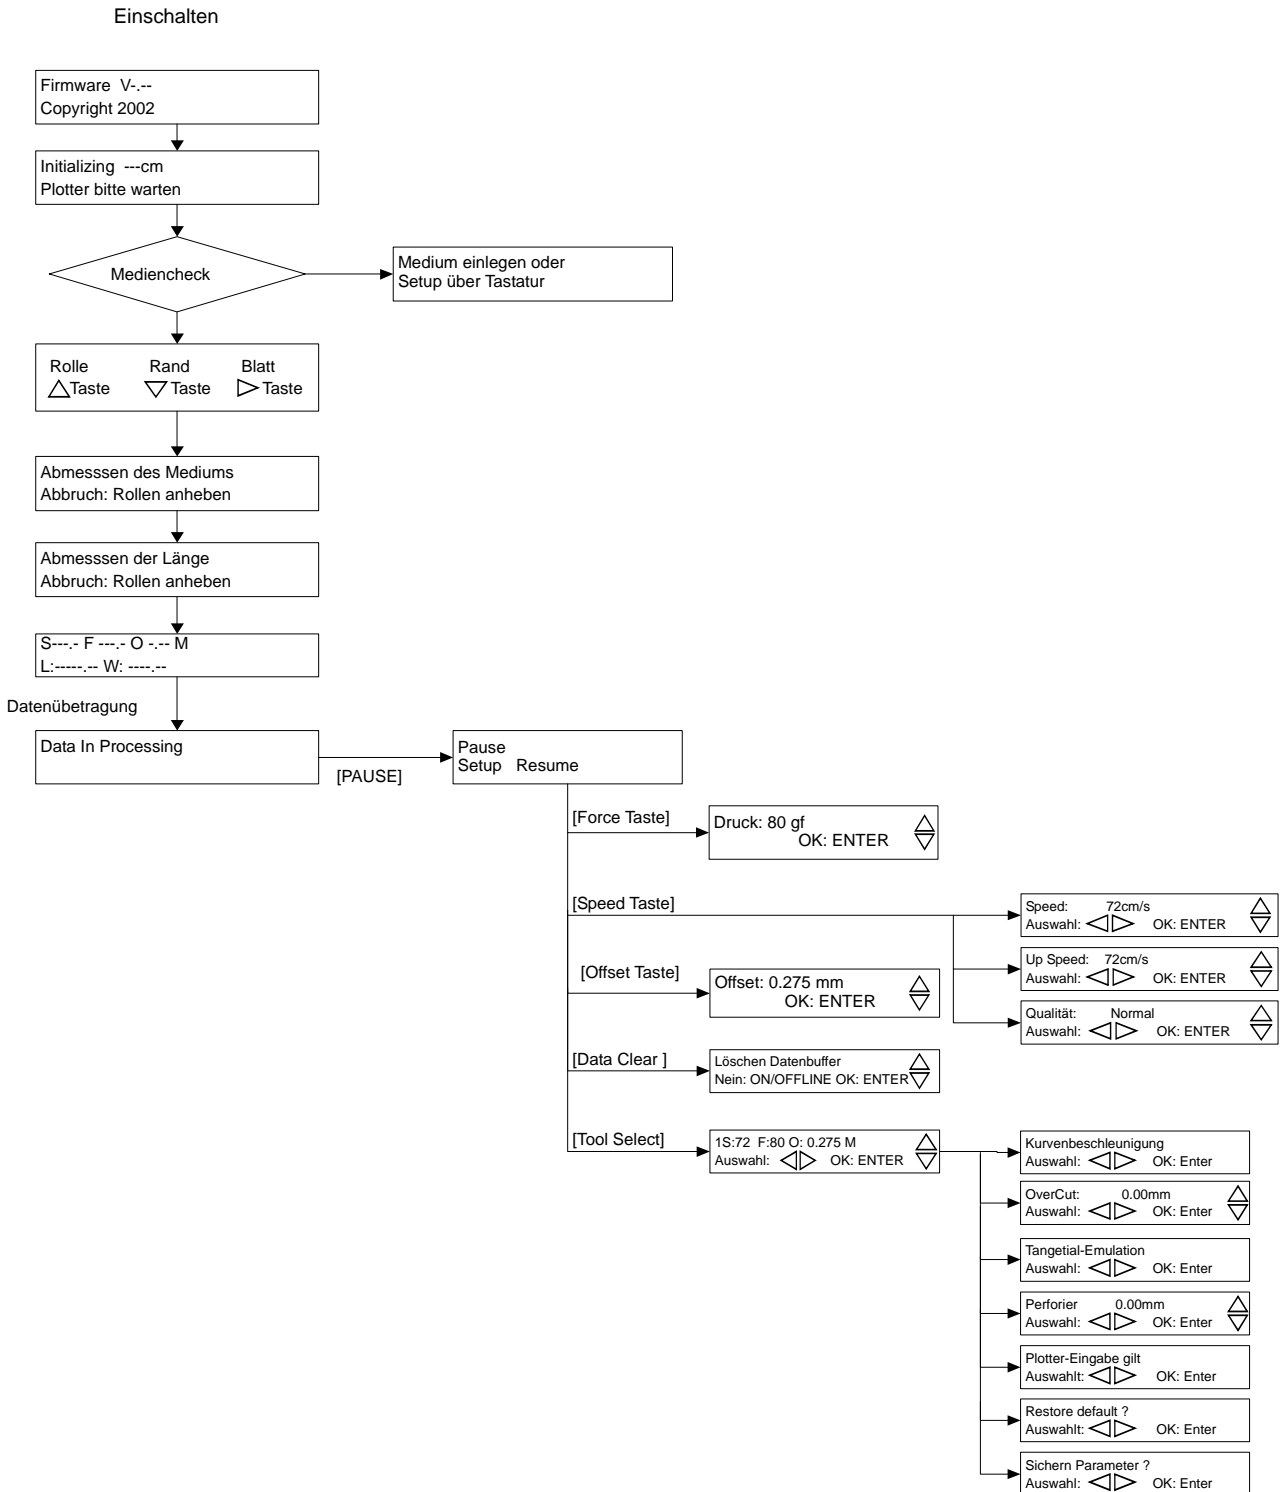 Einschalten
Firmware V-.--
Copyright 2002
Initializing ---cm
Plotter bitte warten
Mediencheck
Medium einlegen oder
Setup über Tastatur
Rolle Rand Blatt
Taste Taste Taste
Abmesssen des Mediums
Abbruch: Rollen anheben
Abmesssen der Länge
Abbruch: Rollen anheben
S---.- F ---.- O -.-- M
L:-----.-- W: ----.--
Datenübetragung
Data In Processing
[PAUSE]
Pause
Setup Resume
[Force Taste]
Druck: 80 gf
OK: ENTER
[Speed Taste]
Speed: 72cm/s
Auswahl: OK: ENTER
Up Speed: 72cm/s
Auswahl: OK: ENTER
Qualität: Normal
Auswahl: OK: ENTER
[Offset Taste]
Offset: 0.275 mm
OK: ENTER
[Data Clear ]
Löschen Datenbuffer
Nein: ON/OFFLINE OK: ENTER
[Tool Select]
1S:72 F:80 O: 0.275 M
Auswahl: OK: ENTER
Kurvenbeschleunigung
Auswahl: OK: Enter
OverCut: 0.00mm
Auswahl: OK: Enter
Tangetial-Emulation
Auswahl: OK: Enter
Perforier 0.00mm
Auswahl: OK: Enter
Plotter-Eingabe gilt
Auswahlt: OK: Enter
Restore default ?
Auswahlt: OK: Enter
Sichern Parameter ?
Auswahl: OK: Enter